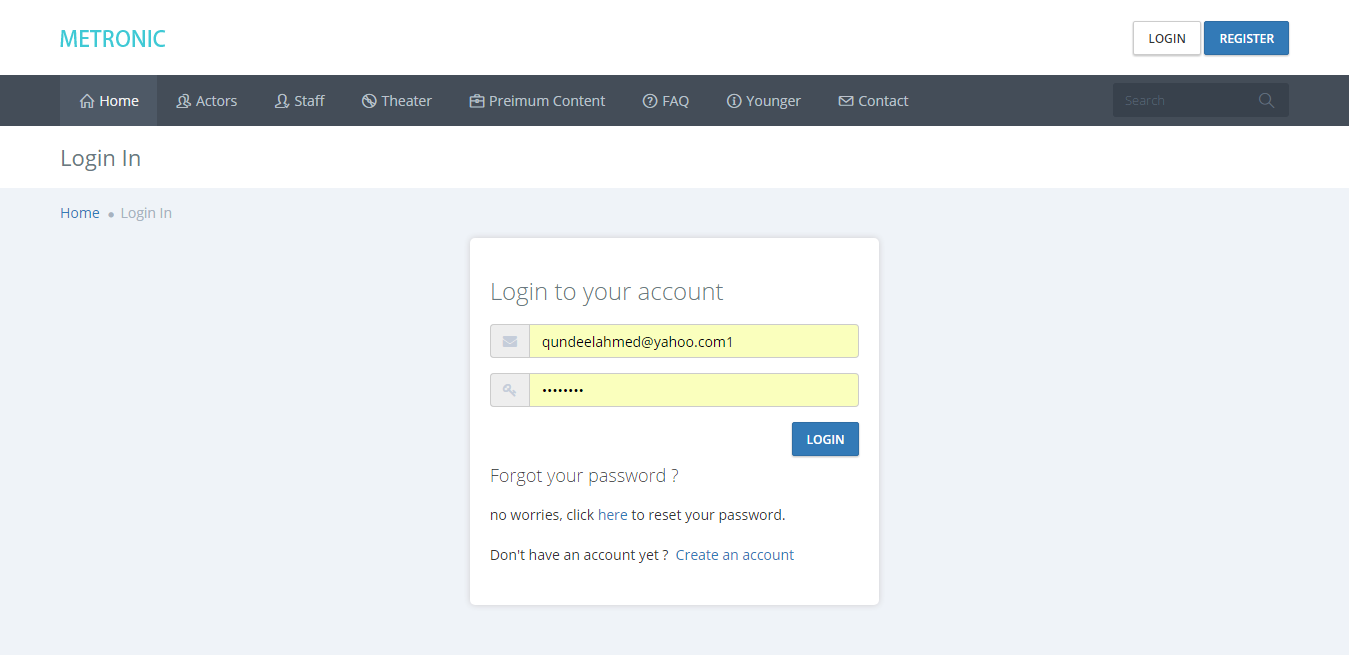 METRONIC
LOGIN REGISTER
Home Actors Staff Theater Preimum Content FAQ Younger Contact Search
Login In
Home Login In
Login to your account
qundeelahmed@yahoo.com1
••••••••
LOGIN
Forgot your password ?
no worries, click here to reset your password.
Don't have an account yet ? Create an account